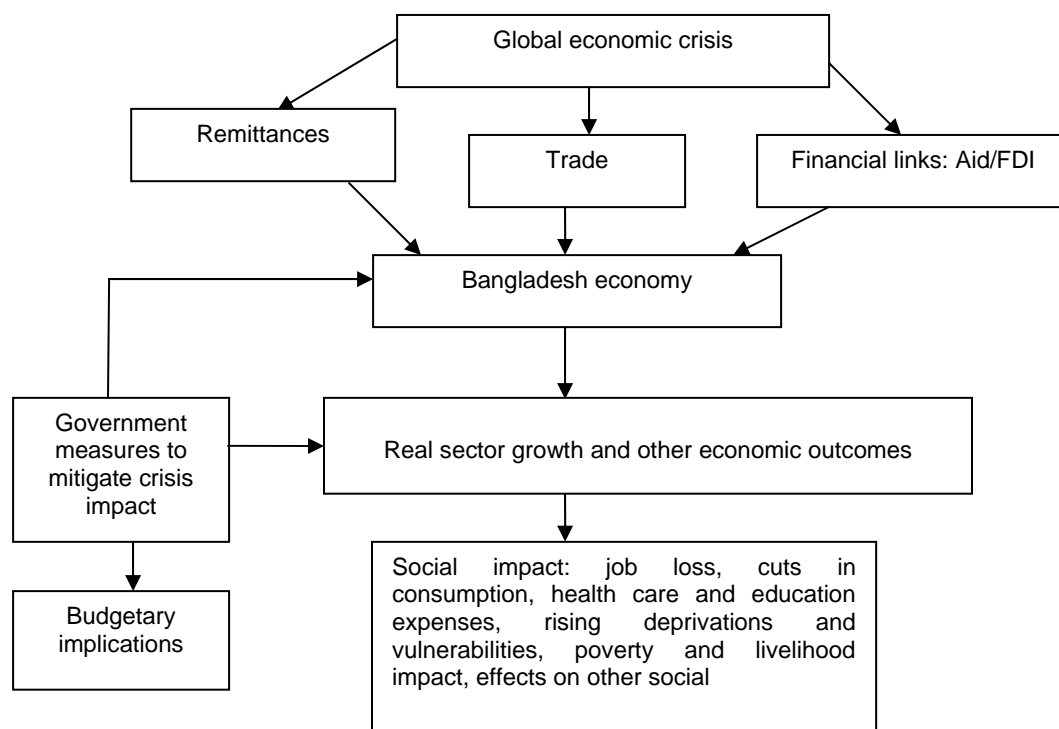 Global economic crisis
Remittances
Trade
Financial links: Aid/FDI
Bangladesh economy
Government
measures to
mitigate crisis
impact
Real sector growth and other economic outcomes
Budgetary
implications
Social impact: job loss, cuts in
consumption, health care and education
expenses, rising deprivations and
vulnerabilities, poverty and livelihood
impact, effects on other social